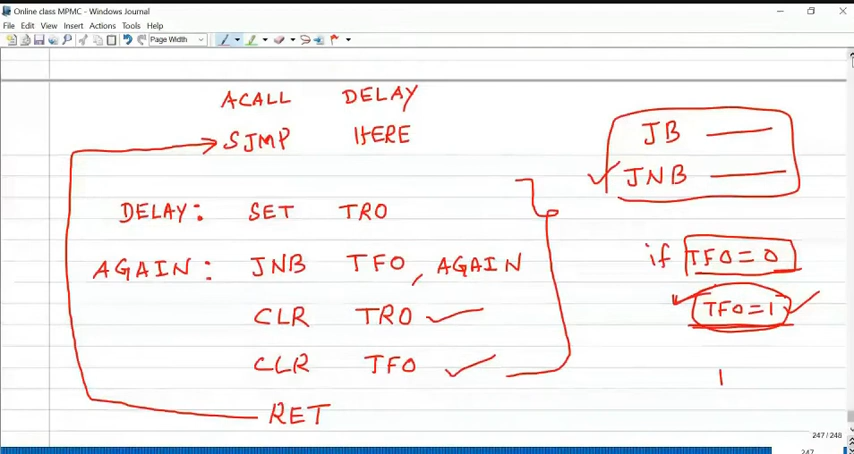 Online class MPMC - Windows Journal
File Edit View Insert Actions Tools Help
Page Width
ACALL DELAY
SJMP HERE
DELAY: SET TR0
AGAIN: JNB TF0, AGAIN
CLR TR0
CLR TF0
RET
JB
JNB
if TF0=0
TF0=1
1
247 / 248
247